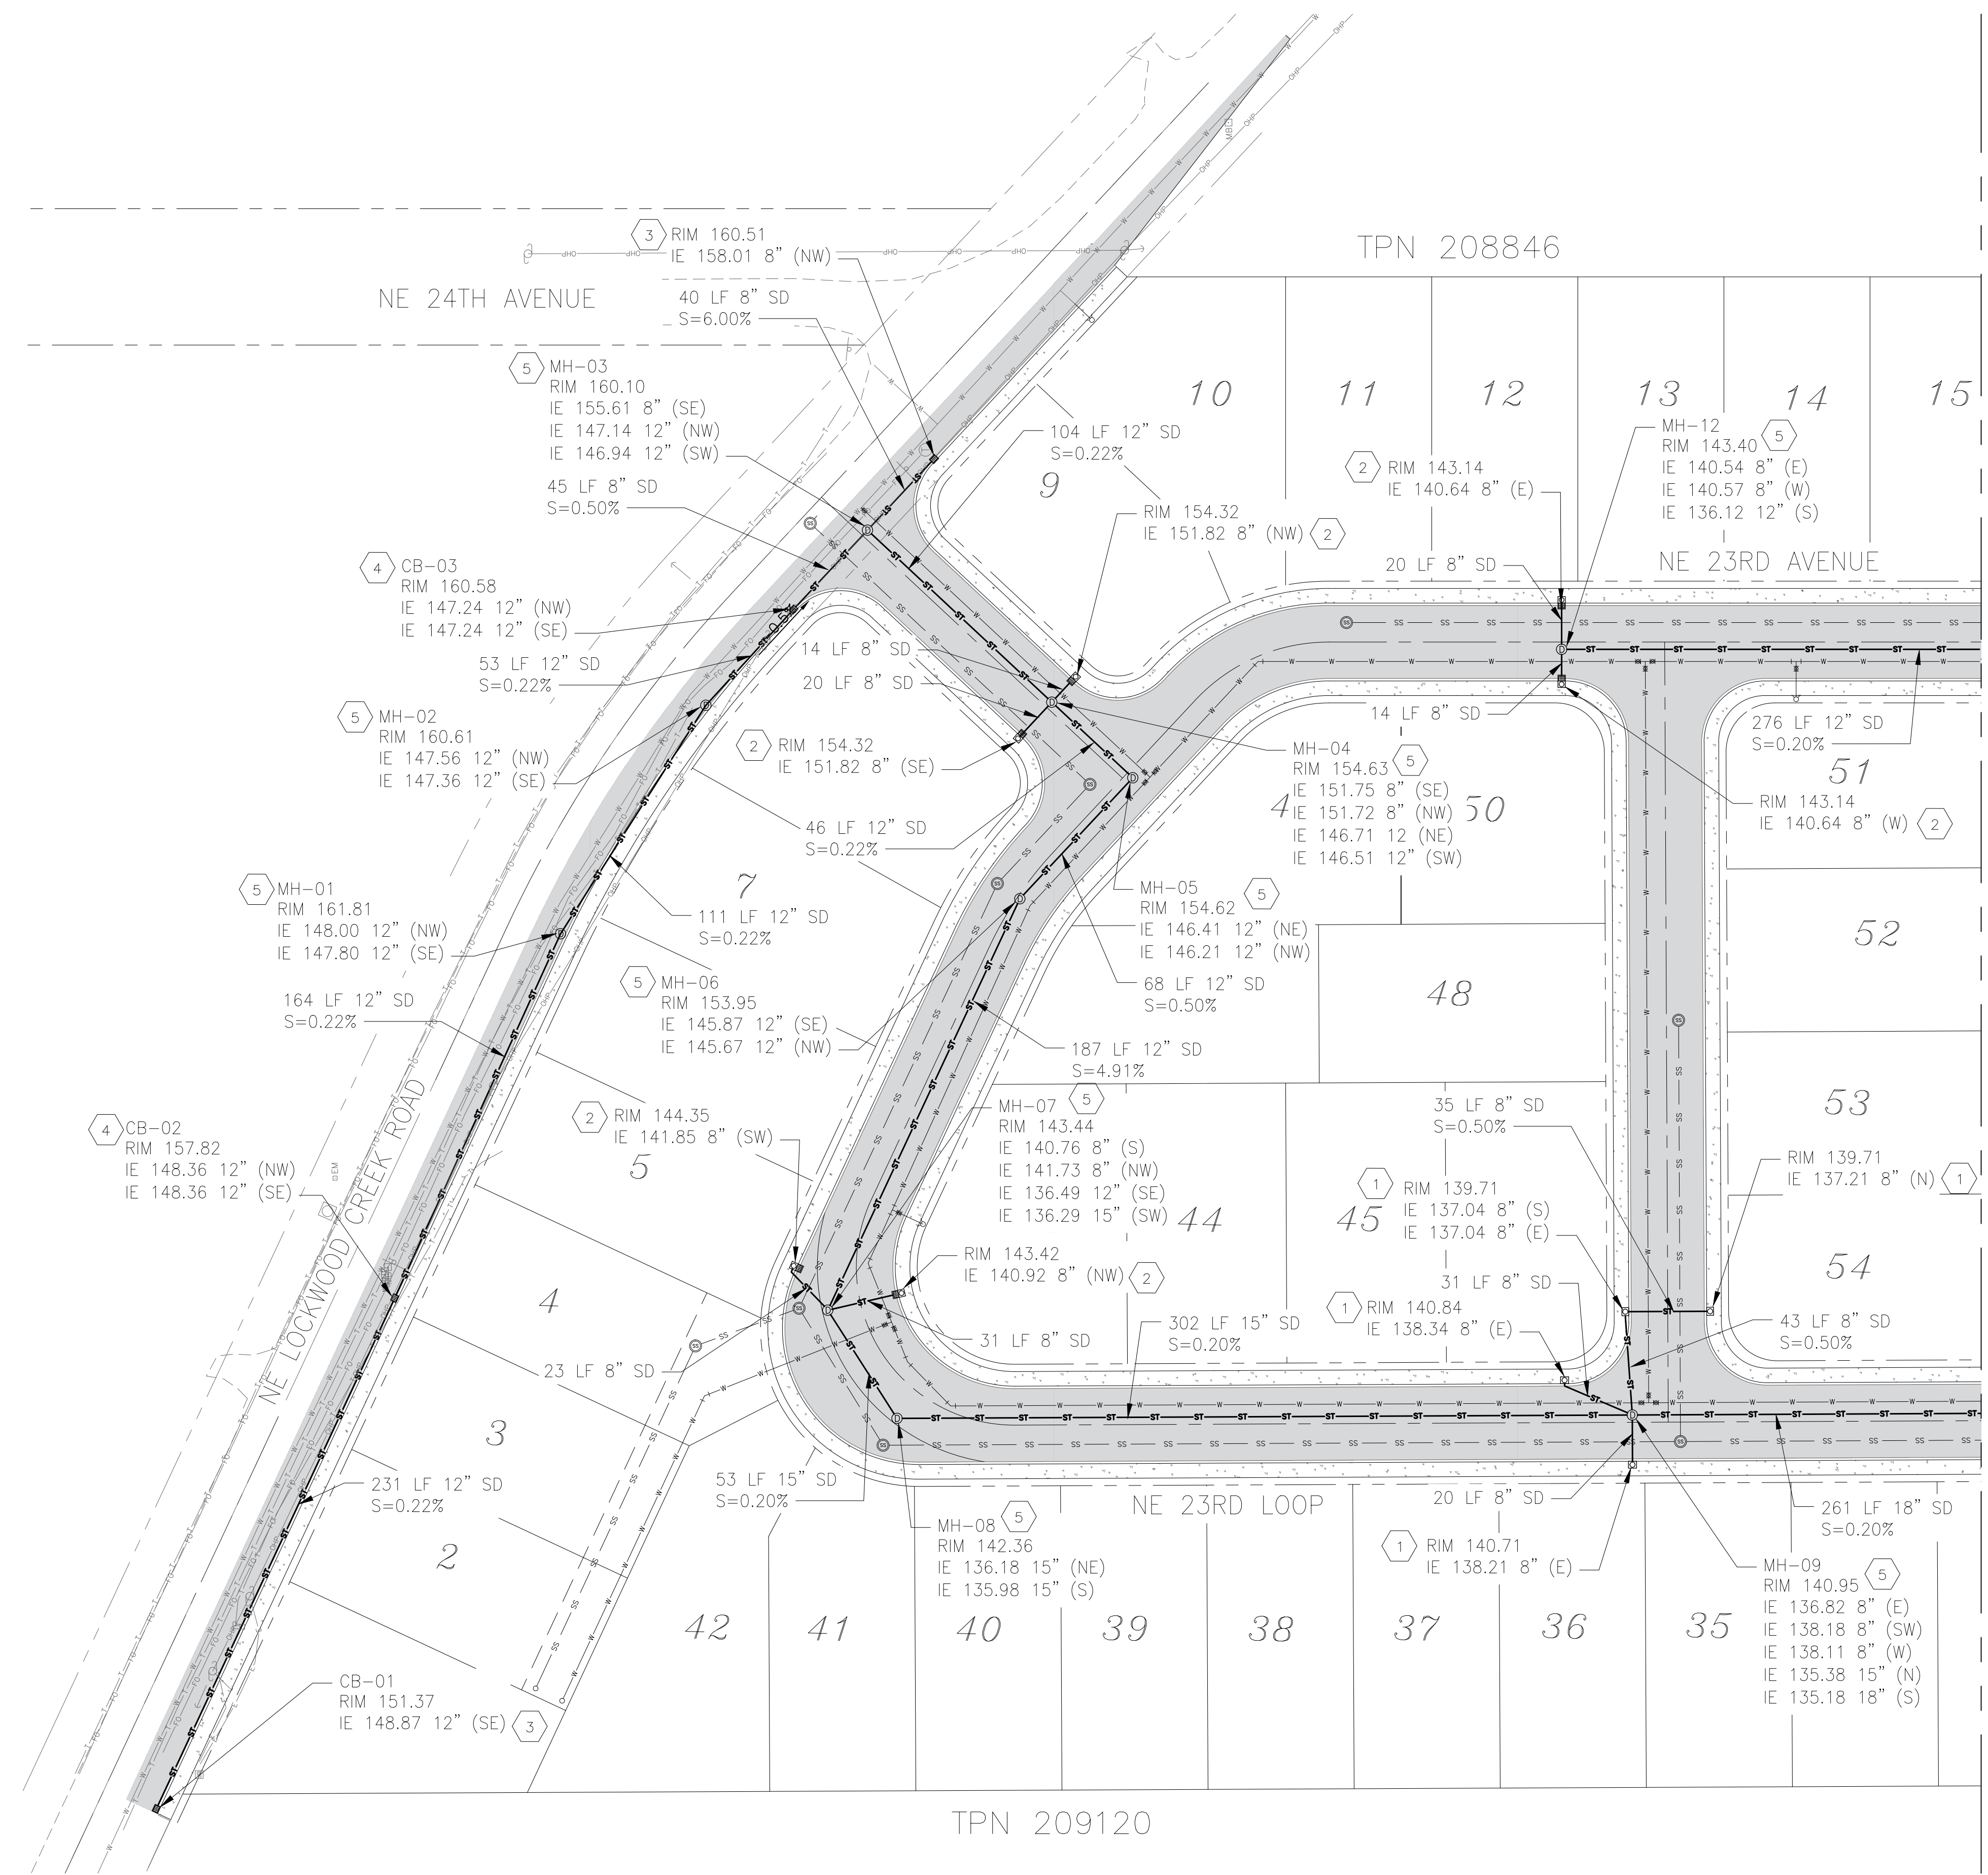 TPN 208846
NE 24TH AVENUE
3
RIM 160.51
IE 158.01 8" (NW)
40 LF 8" SD
S=6.00%
5
MH-03
RIM 160.10
IE 155.61 8" (SE)
IE 147.14 12" (NW)
IE 146.94 12" (SW)
45 LF 8" SD
S=0.50%
4
CB-03
RIM 160.58
IE 147.24 12" (NW)
IE 147.24 12" (SE)
53 LF 12" SD
S=0.22%
5
MH-02
RIM 160.61
IE 147.56 12" (NW)
IE 147.36 12" (SE)
5
MH-01
RIM 161.81
IE 148.00 12" (NW)
IE 147.80 12" (SE)
164 LF 12" SD
S=0.22%
4
CB-02
RIM 157.82
IE 148.36 12" (NW)
IE 148.36 12" (SE)
NE LOCKWOOD CREEK ROAD
231 LF 12" SD
S=0.22%
CB-01
RIM 151.37
IE 148.87 12" (SE)
3
104 LF 12" SD
S=0.22%
RIM 154.32
IE 151.82 8" (NW)
2
14 LF 8" SD
20 LF 8" SD
2
RIM 154.32
IE 151.82 8" (SE)
46 LF 12" SD
S=0.22%
111 LF 12" SD
S=0.22%
5
MH-06
RIM 153.95
IE 145.87 12" (SE)
IE 145.67 12" (NW)
2
RIM 144.35
IE 141.85 8" (SW)
2
RIM 143.14
IE 140.64 8" (E)
MH-12
RIM 143.40
5
IE 140.54 8" (E)
IE 140.57 8" (W)
IE 136.12 12" (S)
20 LF 8" SD
NE 23RD AVENUE
14 LF 8" SD
276 LF 12" SD
S=0.20%
RIM 143.14
IE 140.64 8" (W)
2
MH-04
RIM 154.63
5
IE 151.75 8" (SE)
IE 151.72 8" (NW)
IE 146.71 12 (NE)
IE 146.51 12" (SW)
MH-05
RIM 154.62
5
IE 146.41 12" (NE)
IE 146.21 12" (NW)
68 LF 12" SD
S=0.50%
187 LF 12" SD
S=4.91%
MH-07
5
RIM 143.44
IE 140.76 8" (S)
IE 141.73 8" (NW)
IE 136.49 12" (SE)
IE 136.29 15" (SW)
RIM 143.42
IE 140.92 8" (NW)
2
31 LF 8" SD
23 LF 8" SD
302 LF 15" SD
S=0.20%
35 LF 8" SD
S=0.50%
1
RIM 139.71
IE 137.04 8" (S)
IE 137.04 8" (E)
RIM 139.71
IE 137.21 8" (N)
1
31 LF 8" SD
1
RIM 140.84
IE 138.34 8" (E)
43 LF 8" SD
S=0.50%
53 LF 15" SD
S=0.20%
NE 23RD LOOP
20 LF 8" SD
261 LF 18" SD
S=0.20%
MH-08
5
RIM 142.36
IE 136.18 15" (NE)
IE 135.98 15" (S)
1
RIM 140.71
IE 138.21 8" (E)
MH-09
RIM 140.95
5
IE 136.82 8" (E)
IE 138.18 8" (SW)
IE 138.11 8" (W)
IE 135.38 15" (N)
IE 135.18 18" (S)
10
11
12
13
14
15
9
7
5
4
3
2
4
50
51
52
53
54
48
44
45
42
41
40
39
38
37
36
35
TPN 209120